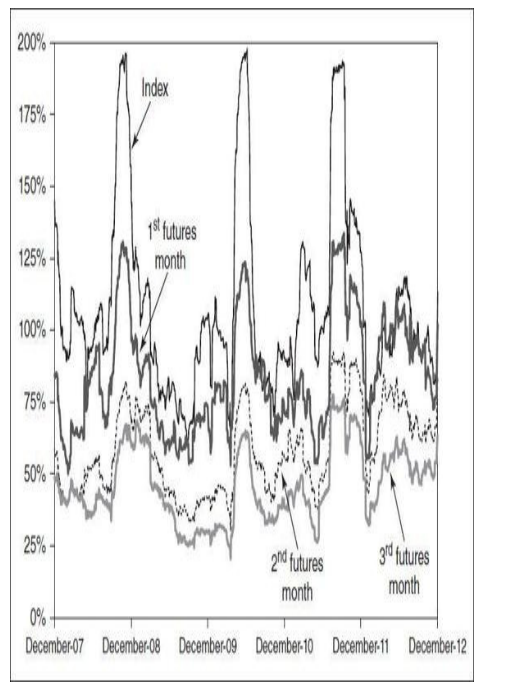 200%
175%
150%
125%
100%
75%
50%
25%
0%
Index
1st futures
month
2nd futures
month
3rd futures
month
December-07 December-08 December-09 December-10 December-11 December-12